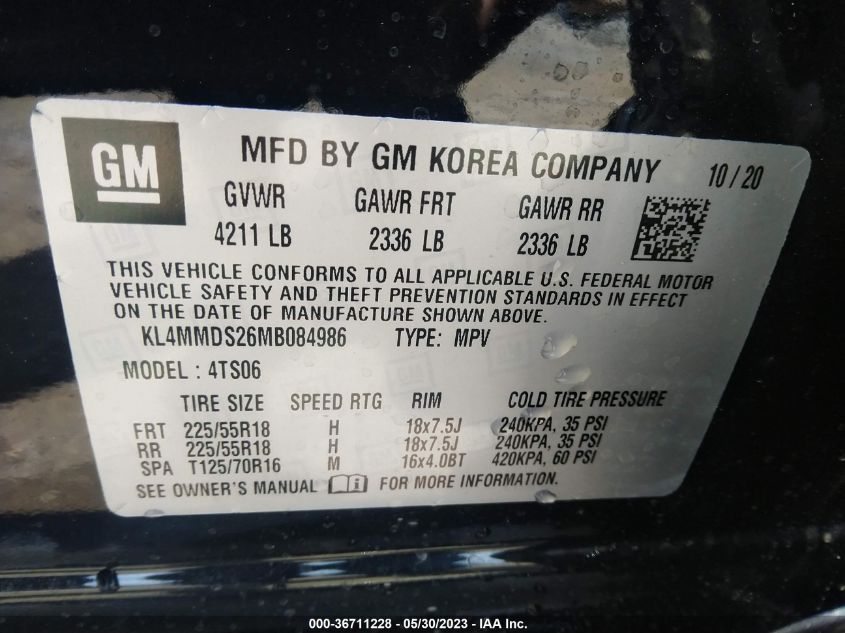 GM
MFD BY GM KOREA COMPANY 10/20
GVWR GAWR FRT GAWR RR
4211 LB 2336 LB 2336 LB
THIS VEHICLE CONFORMS TO ALL APPLICABLE U.S. FEDERAL MOTOR
VEHICLE SAFETY AND THEFT PREVENTION STANDARDS IN EFFECT
ON THE DATE OF MANUFACTURE SHOWN ABOVE.
KL4MMDS26MB084986 TYPE: MPV
MODEL : 4TS06
TIRE SIZE SPEED RTG RIM COLD TIRE PRESSURE
FRT 225/55R18 H 18x7.5J 240KPA, 35 PSI
RR 225/55R18 H 18x7.5J 240KPA, 35 PSI
SPA T125/70R16 M 16x4.0BT 420KPA, 60 PSI
SEE OWNER'S MANUAL FOR MORE INFORMATION.
000-36711228 - 05/30/2023 - IAA Inc.